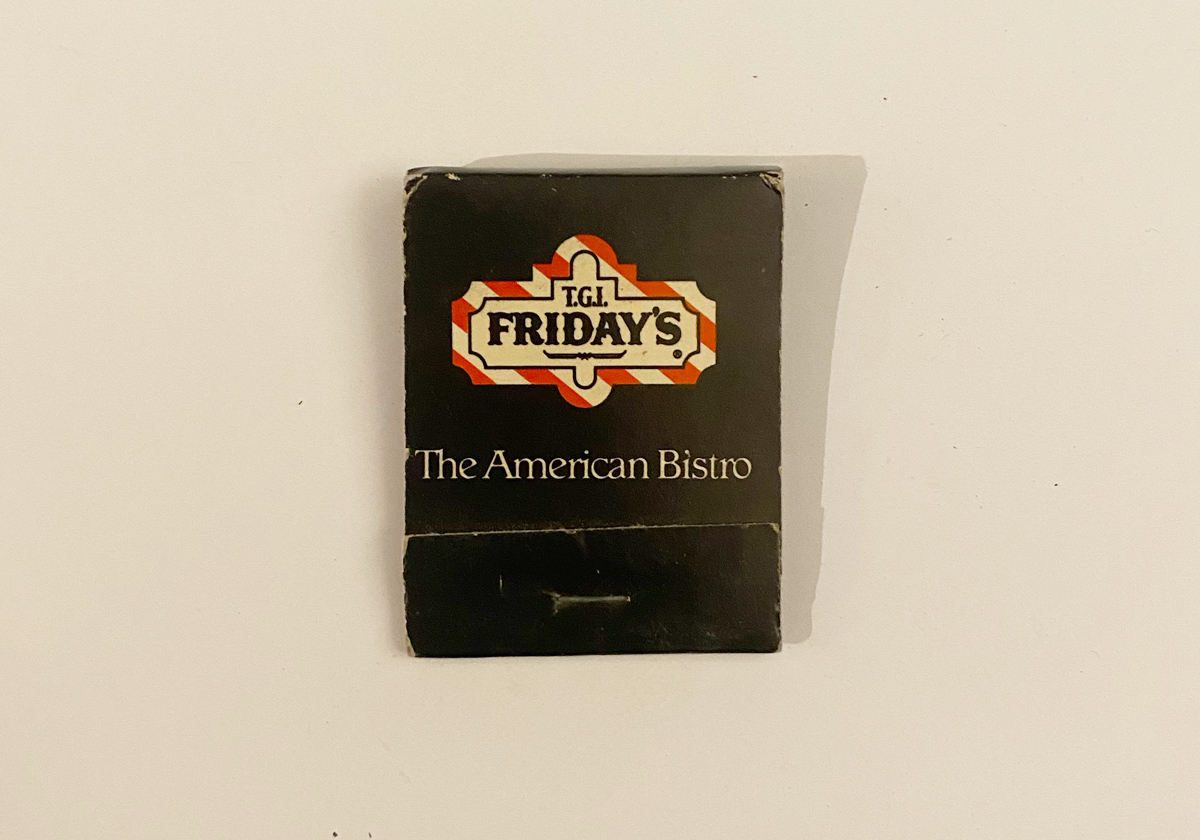 T.G.I.
FRIDAY'S ®
The American Bistro